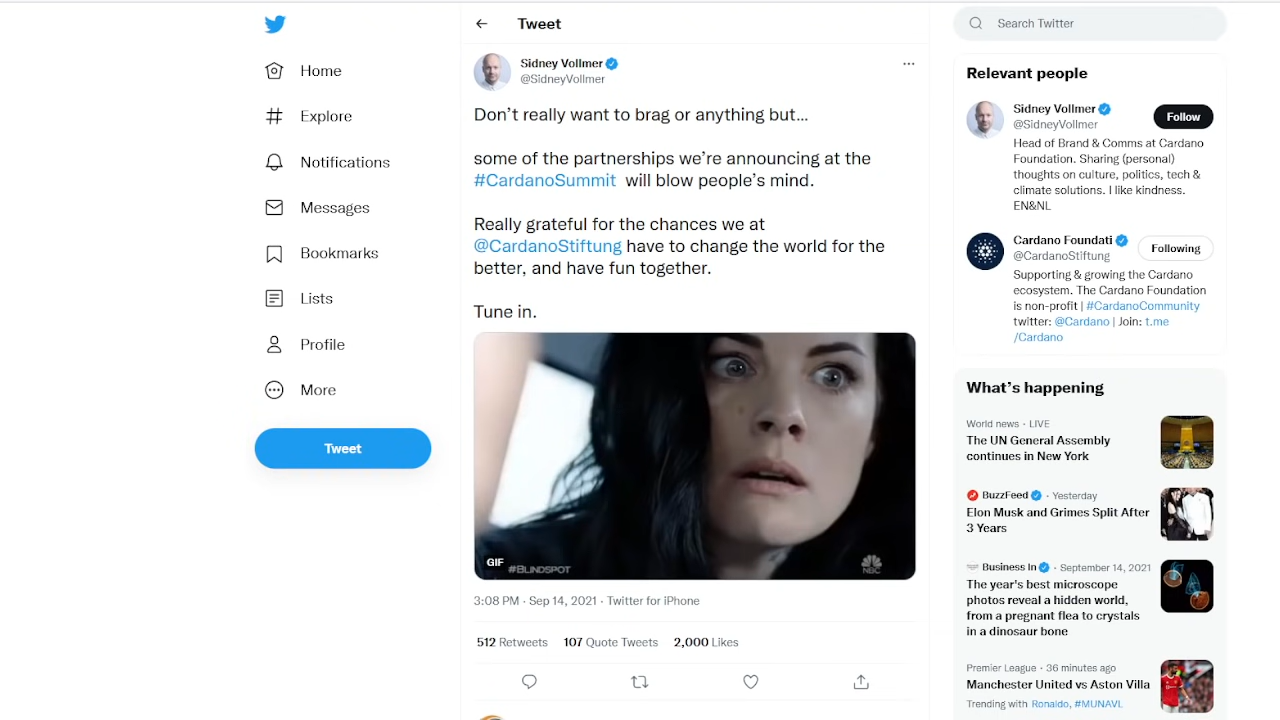 Home
Explore
Notifications
Messages
Bookmarks
Lists
Profile
More
Tweet
Tweet
Sidney Vollmer
@SidneyVollmer
Don’t really want to brag or anything but...
some of the partnerships we’re announcing at the
#CardanoSummit will blow people’s mind.
Really grateful for the chances we at
@CardanoStiftung have to change the world for the
better, and have fun together.
Tune in.
GIF
#BLINDSPOT
NBC
3:08 PM · Sep 14, 2021 · Twitter for iPhone
512 Retweets 107 Quote Tweets 2,000 Likes
Search Twitter
Relevant people
Sidney Vollmer
@SidneyVollmer
Follow
Head of Brand & Comms at Cardano
Foundation. Sharing (personal)
thoughts on culture, politics, tech &
climate solutions. I like kindness.
EN&NL
Cardano Foundati
@CardanoStiftung
Following
Supporting & growing the Cardano
ecosystem. The Cardano Foundation
is non-profit | #CardanoCommunity
twitter: @Cardano | Join: t.me
/Cardano
What’s happening
World news · LIVE
The UN General Assembly
continues in New York
BuzzFeed · Yesterday
Elon Musk and Grimes Split After
3 Years
Business In · September 14, 2021
The year's best microscope
photos reveal a hidden world,
from a pregnant flea to crystals
in a dinosaur bone
Premier League · 36 minutes ago
Manchester United vs Aston Villa
Trending with Ronaldo, #MUNAVL